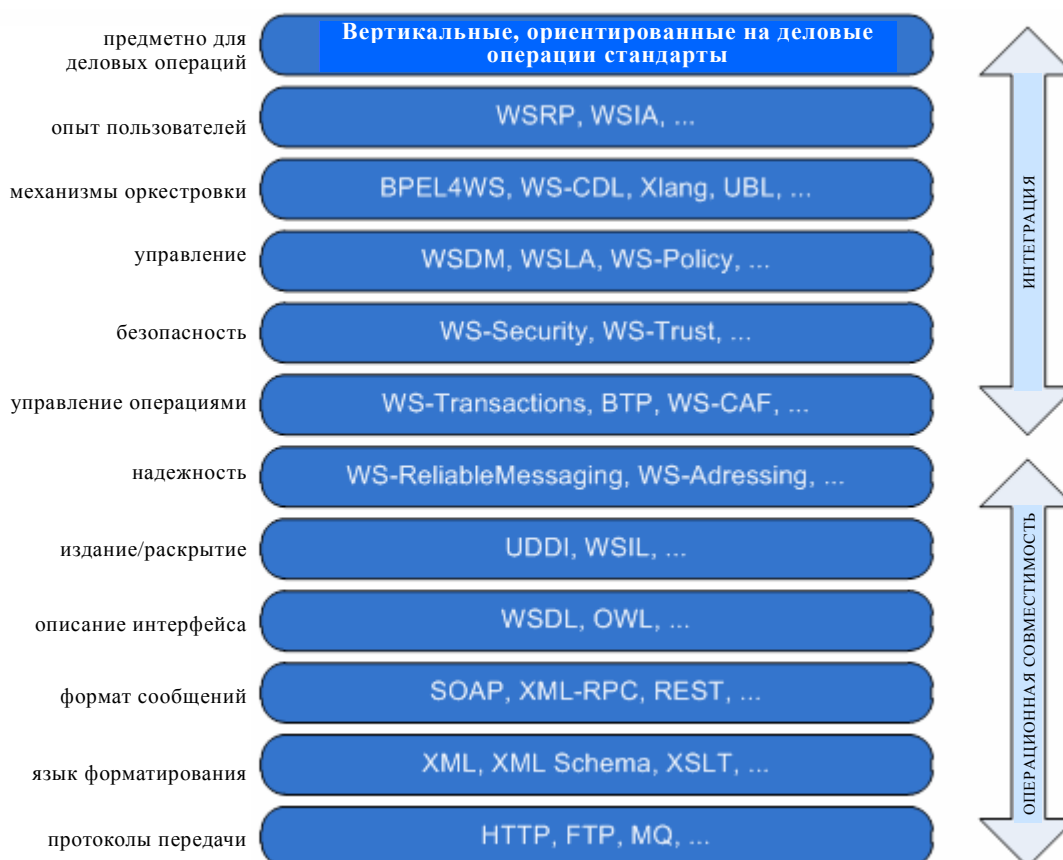 предметно для
деловых операций
Вертикальные, ориентированные на деловые
операции стандарты
опыт пользователей
WSRP, WSIA, ...
механизмы оркестровки
BPEL4WS, WS-CDL, Xlang, UBL, ...
управление
WSDM, WSLA, WS-Policy, ...
безопасность
WS-Security, WS-Trust, ...
управление операциями
WS-Transactions, BTP, WS-CAF, ...
ИНТЕГРАЦИЯ
надежность
WS-ReliableMessaging, WS-Adressing, ...
издание/раскрытие
UDDI, WSIL, ...
описание интерфейса
WSDL, OWL, ...
формат сообщений
SOAP, XML-RPC, REST, ...
язык форматирования
XML, XML Schema, XSLT, ...
протоколы передачи
HTTP, FTP, MQ, ...
ОПЕРАЦИОННАЯ СОВМЕСТИМОСТЬ